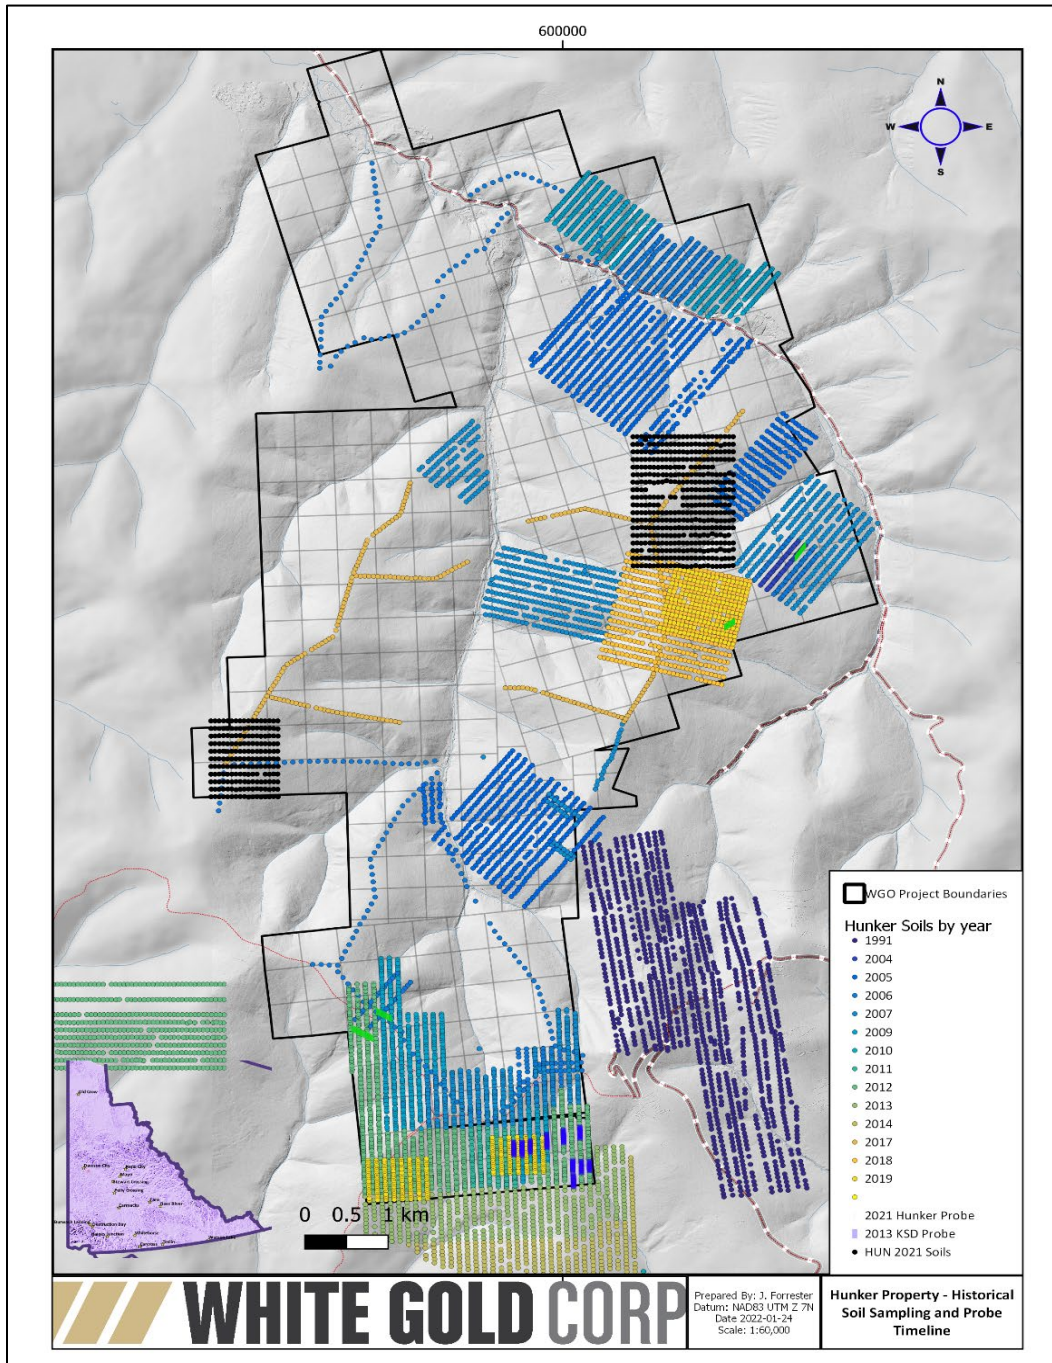 600000
N
W
E
S
WGO Project Boundaries
Hunker Soils by year
1991
2004
2005
2006
2007
2009
2010
2011
2012
2013
2014
2017
2018
2019
2021 Hunker Probe
2013 KSD Probe
HUN 2021 Soils
0 0.5 1 km
WHITE GOLD CORP
Prepared By: J. Forrester
Datum: NAD83 UTM Z 7N
Date 2022-01-24
Scale: 1:60,000
Hunker Property - Historical
Soil Sampling and Probe
Timeline